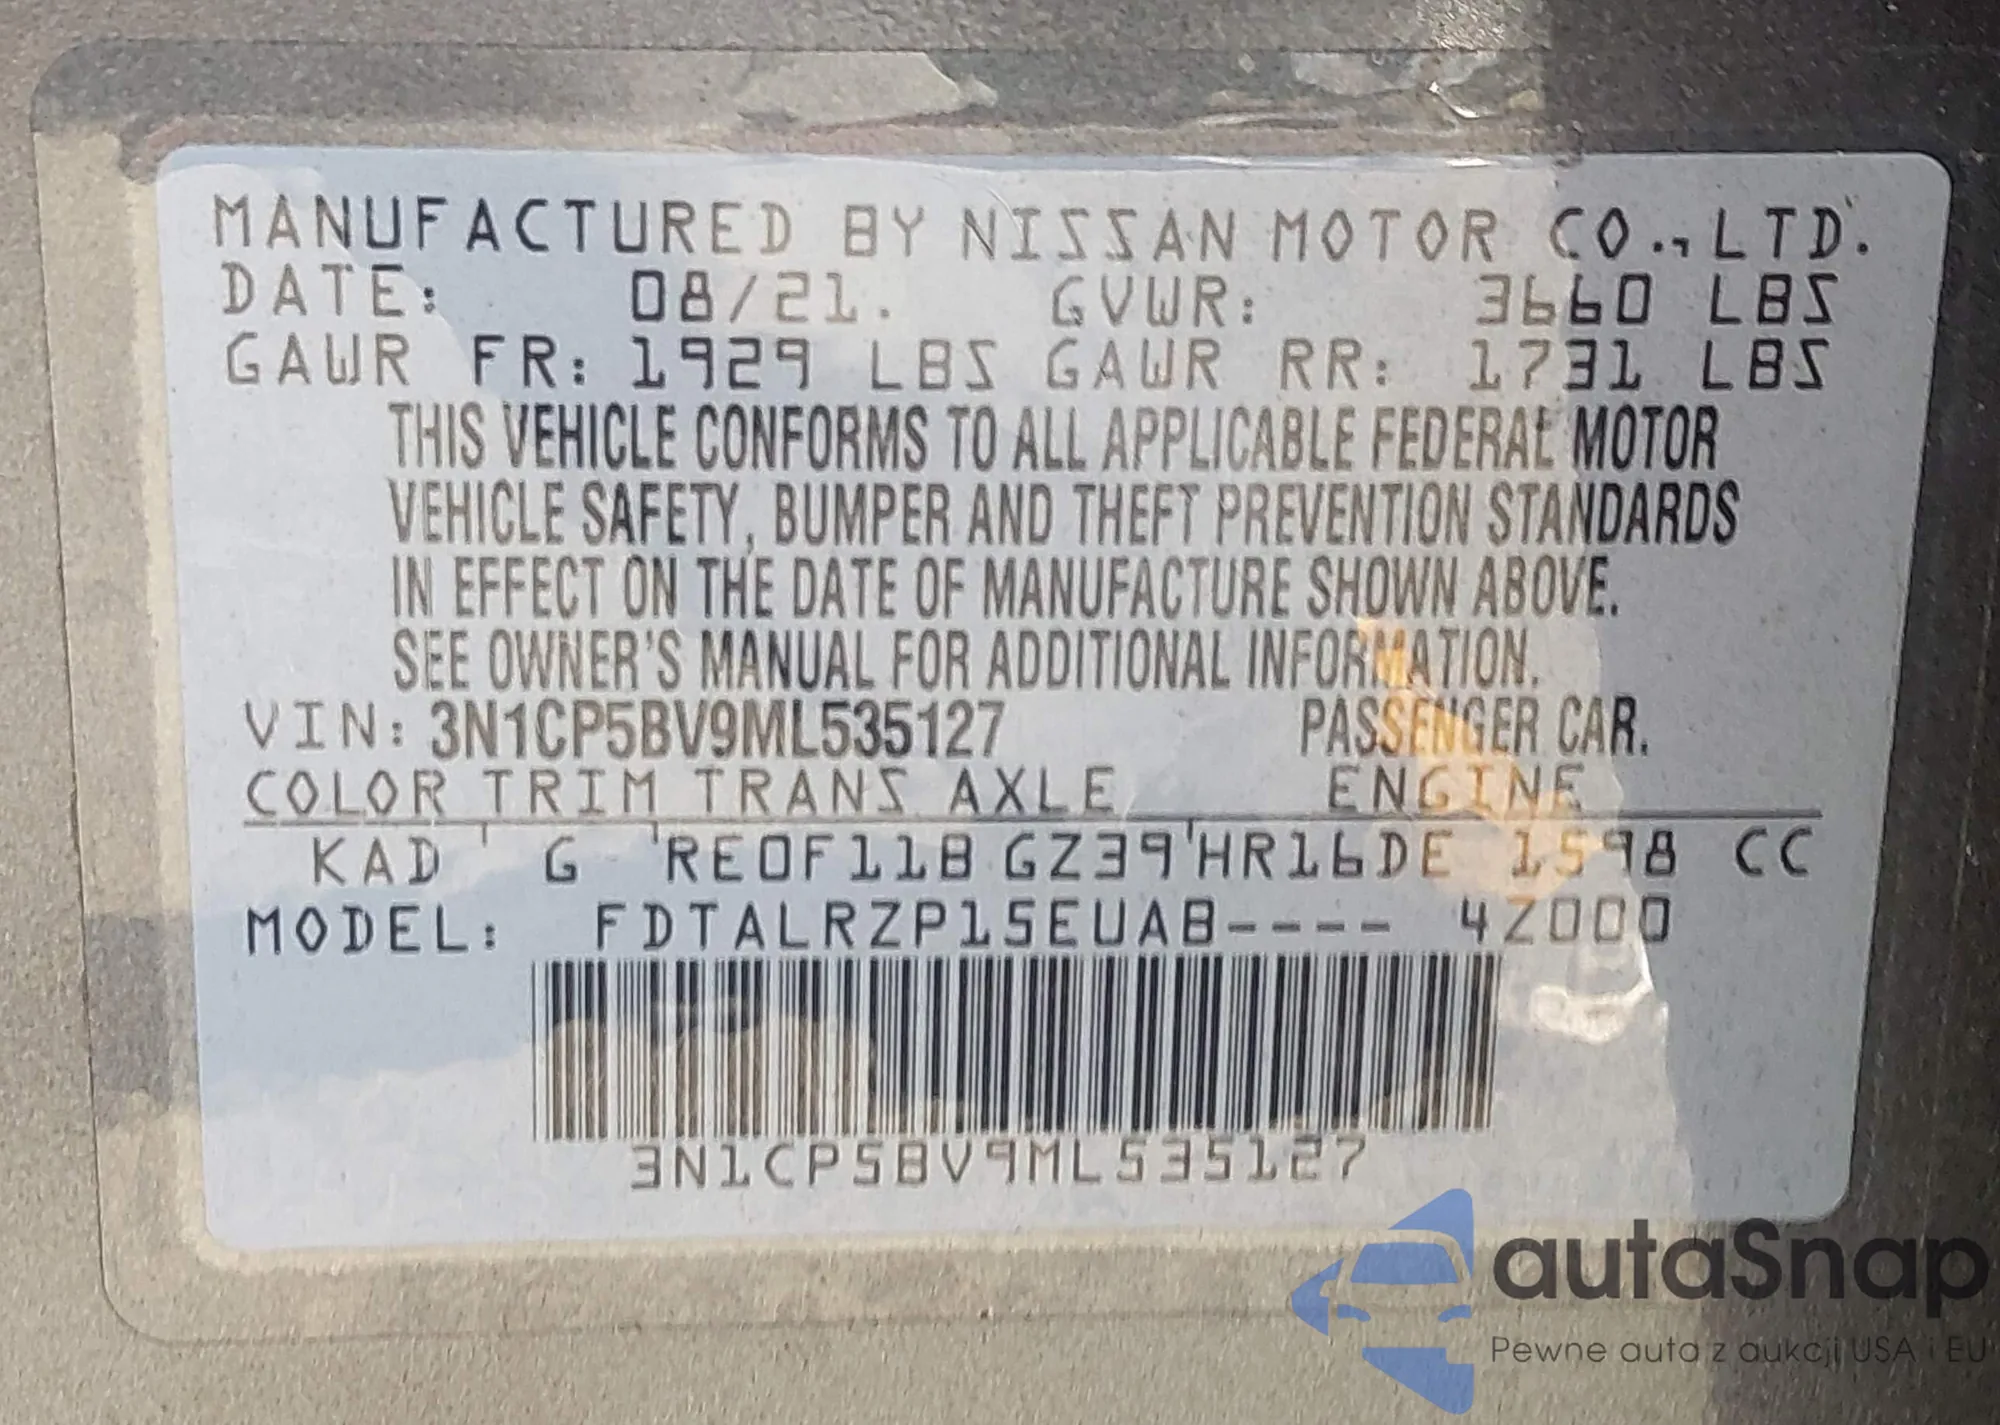 MANUFACTURED BY NISSAN MOTOR CO., LTD.
DATE: 08/21. GVWR: 3660 LBS
GAWR FR: 1929 LBS GAWR RR: 1731 LBS
THIS VEHICLE CONFORMS TO ALL APPLICABLE FEDERAL MOTOR
VEHICLE SAFETY, BUMPER AND THEFT PREVENTION STANDARDS
IN EFFECT ON THE DATE OF MANUFACTURE SHOWN ABOVE.
SEE OWNER'S MANUAL FOR ADDITIONAL INFORMATION.
VIN: 3N1CP5BV9ML535127 PASSENGER CAR.
COLOR TRIM TRANS AXLE ENGINE
KAD G RE0F11B GZ39 HR16DE 1598 CC
MODEL: FDTALRZP15EUAB---- 4Z000
3N1CP5BV9ML535127
autaSnap
Pewne auta z aukcji USA i EU